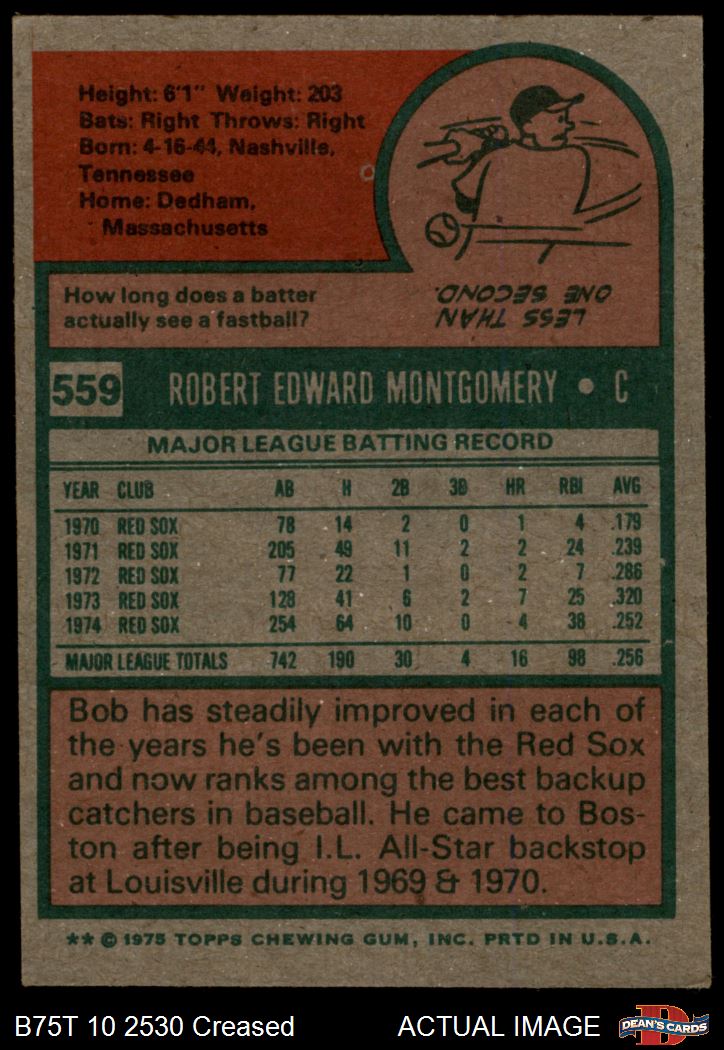 Height: 6'1" Weight: 203
Bats: Right Throws: Right
Born: 4-16-44, Nashville,
Tennessee
Home: Dedham,
Massachusetts
How long does a batter
actually see a fastball?
LESS THAN
ONE SECOND.
559 ROBERT EDWARD MONTGOMERY • C
MAJOR LEAGUE BATTING RECORD
YEAR CLUB AB H 2B 3B HR RBI AVG
1970 RED SOX 78 14 2 0 1 4 .179
1971 RED SOX 205 49 11 2 2 24 .239
1972 RED SOX 77 22 1 0 2 7 .286
1973 RED SOX 128 41 6 2 7 25 .320
1974 RED SOX 254 64 10 0 4 38 .252
MAJOR LEAGUE TOTALS 742 190 30 4 16 98 .256
Bob has steadily improved in each of
the years he's been with the Red Sox
and now ranks among the best backup
catchers in baseball. He came to Bos-
ton after being I.L. All-Star backstop
at Louisville during 1969 & 1970.
** © 1975 TOPPS CHEWING GUM, INC. PRTD IN U.S.A.
B75T 10 2530 Creased ACTUAL IMAGE
D
DEAN'S CARDS